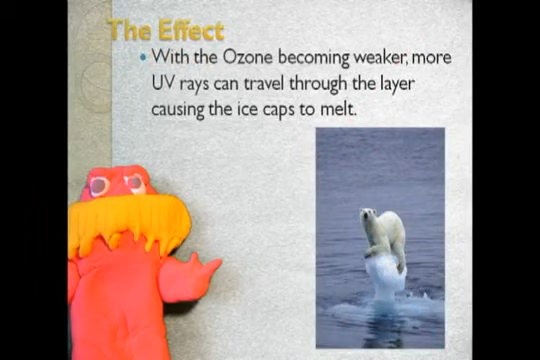 The Effect
With the Ozone becoming weaker, more
UV rays can travel through the layer
causing the ice caps to melt.